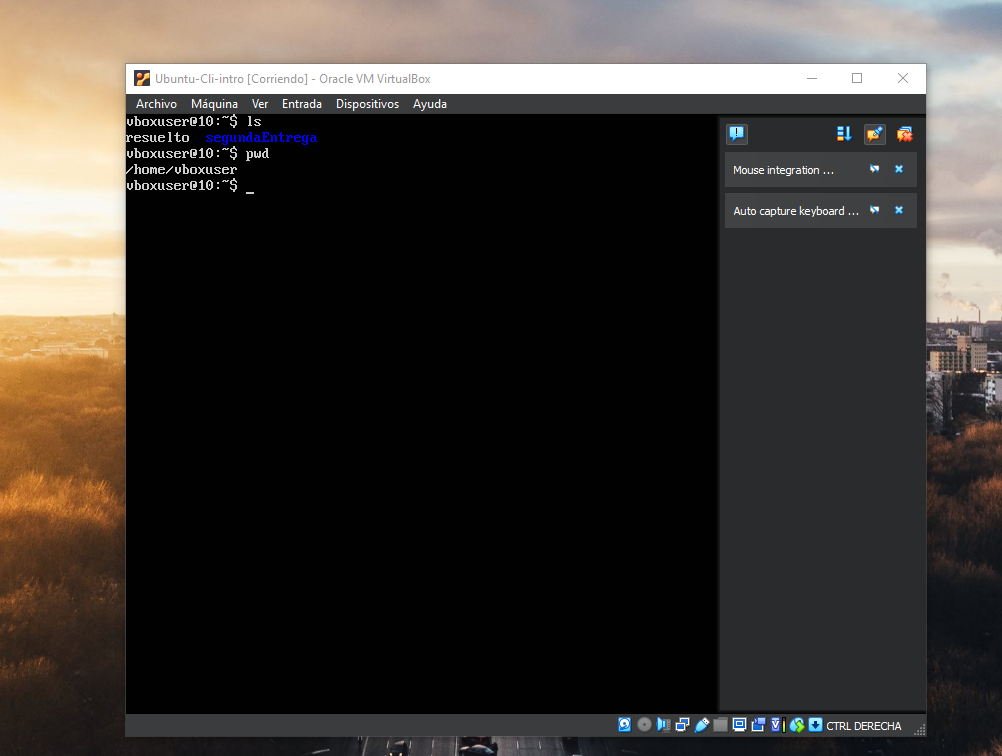 Ubuntu-Cli-intro [Corriendo] - Oracle VM VirtualBox
Archivo Máquina Ver Entrada Dispositivos Ayuda
vboxuser@10:~$ ls
resuelto segundaEntrega
vboxuser@10:~$ pwd
/home/vboxuser
vboxuser@10:~$ _
Mouse integration ...
Auto capture keyboard ...
CTRL DERECHA